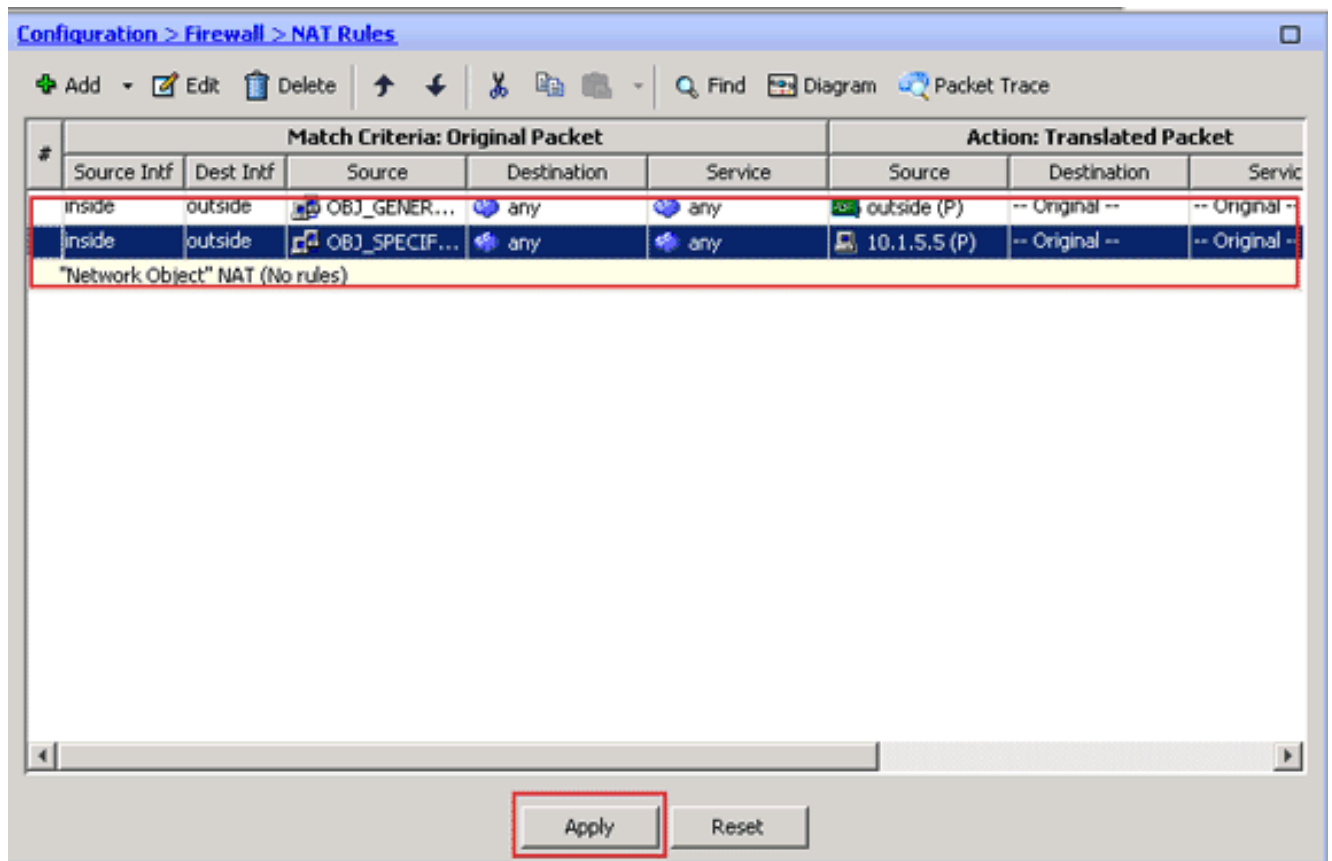 Configuration > Firewall > NAT Rules
Add Edit Delete Find Diagram Packet Trace
# Match Criteria: Original Packet Action: Translated Packet
Source Intf Dest Intf Source Destination Service Source Destination Servic
inside outside OBJ_GENER... any any outside (P) -- Original -- -- Original -
inside outside OBJ_SPECIF... any any 10.1.5.5 (P) -- Original -- -- Original -
"Network Object" NAT (No rules)
Apply Reset